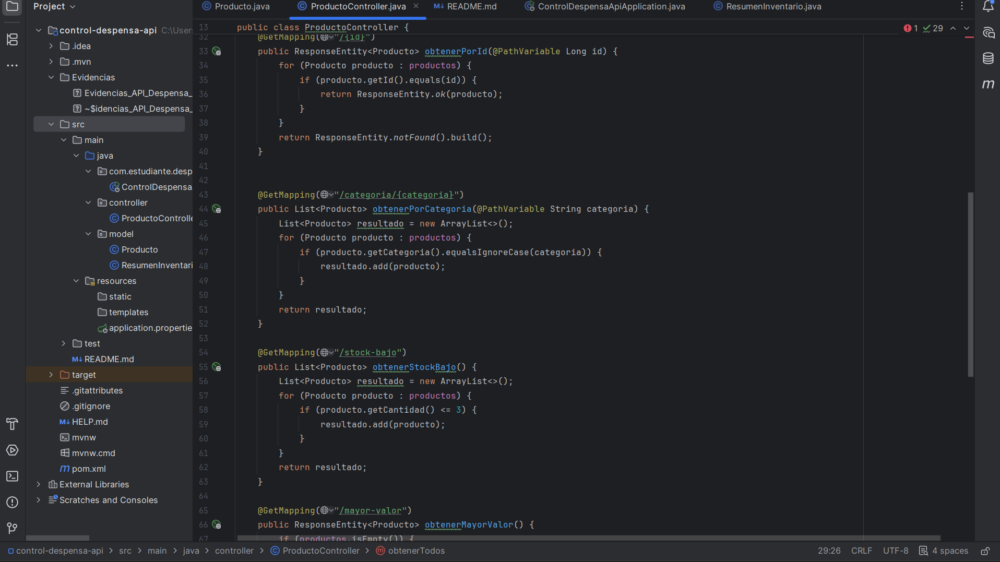 Project
Producto.java
ProductoController.java
README.md
ControlDespensaApiApplication.java
ResumenInventario.java
control-despensa-api C:\User
.idea
.mvn
Evidencias
Evidencias_API_Despensa_
~$idencias_API_Despensa_
src
main
java
com.estudiante.desp
ControlDespensa
controller
ProductoControlle
model
Producto
ResumenInventari
resources
static
templates
application.propertie
test
README.md
target
.gitattributes
.gitignore
HELP.md
mvnw
mvnw.cmd
pom.xml
External Libraries
Scratches and Consoles
13 public class ProductoController {
1 29
32 @GetMapping("/{id}")
33 public ResponseEntity<Producto> obtenerPorId(@PathVariable Long id) {
34 for (Producto producto : productos) {
35 if (producto.getId().equals(id)) {
36 return ResponseEntity.ok(producto);
37 }
38 }
39 return ResponseEntity.notFound().build();
40 }
41
42
43 @GetMapping("/categoria/{categoria}")
44 public List<Producto> obtenerPorCategoria(@PathVariable String categoria) {
45 List<Producto> resultado = new ArrayList<>();
46 for (Producto producto : productos) {
47 if (producto.getCategoria().equalsIgnoreCase(categoria)) {
48 resultado.add(producto);
49 }
50 }
51 return resultado;
52 }
53
54 @GetMapping("/stock-bajo")
55 public List<Producto> obtenerStockBajo() {
56 List<Producto> resultado = new ArrayList<>();
57 for (Producto producto : productos) {
58 if (producto.getCantidad() <= 3) {
59 resultado.add(producto);
60 }
61 }
62 return resultado;
63 }
64
65 @GetMapping("/mayor-valor")
66 public ResponseEntity<Producto> obtenerMayorValor() {
67 if (productos.isEmpty()) {
control-despensa-api > src > main > java > controller > ProductoController > obtenerTodos
29:26 CRLF UTF-8 4 spaces